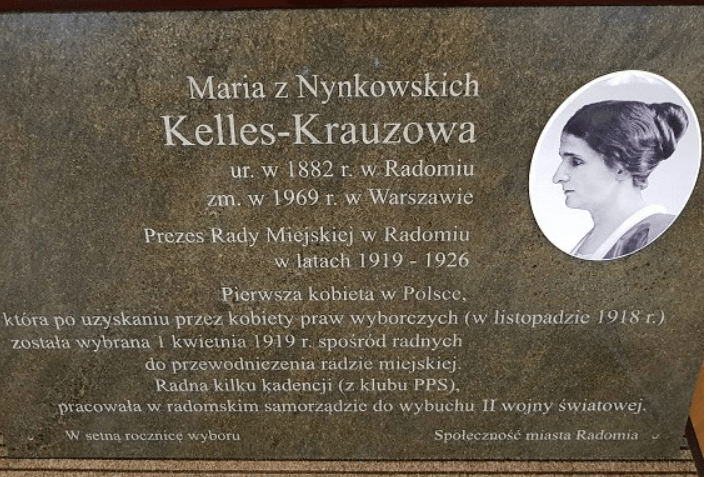 Maria z Nynkowskich
Kelles-Krauzowa
ur. w 1882 r. w Radomiu
zm. w 1969 r. w Warszawie
Prezes Rady Miejskiej w Radomiu
w latach 1919 - 1926
Pierwsza kobieta w Polsce,
która po uzyskaniu przez kobiety praw wyborczych (w listopadzie 1918 r.)
została wybrana 1 kwietnia 1919 r. spośród radnych
do przewodniczenia radzie miejskiej.
Radna kilku kadencji (z klubu PPS),
pracowała w radomskim samorządzie do wybuchu II wojny światowej.
W setną rocznicę wyboru Społeczność miasta Radomia